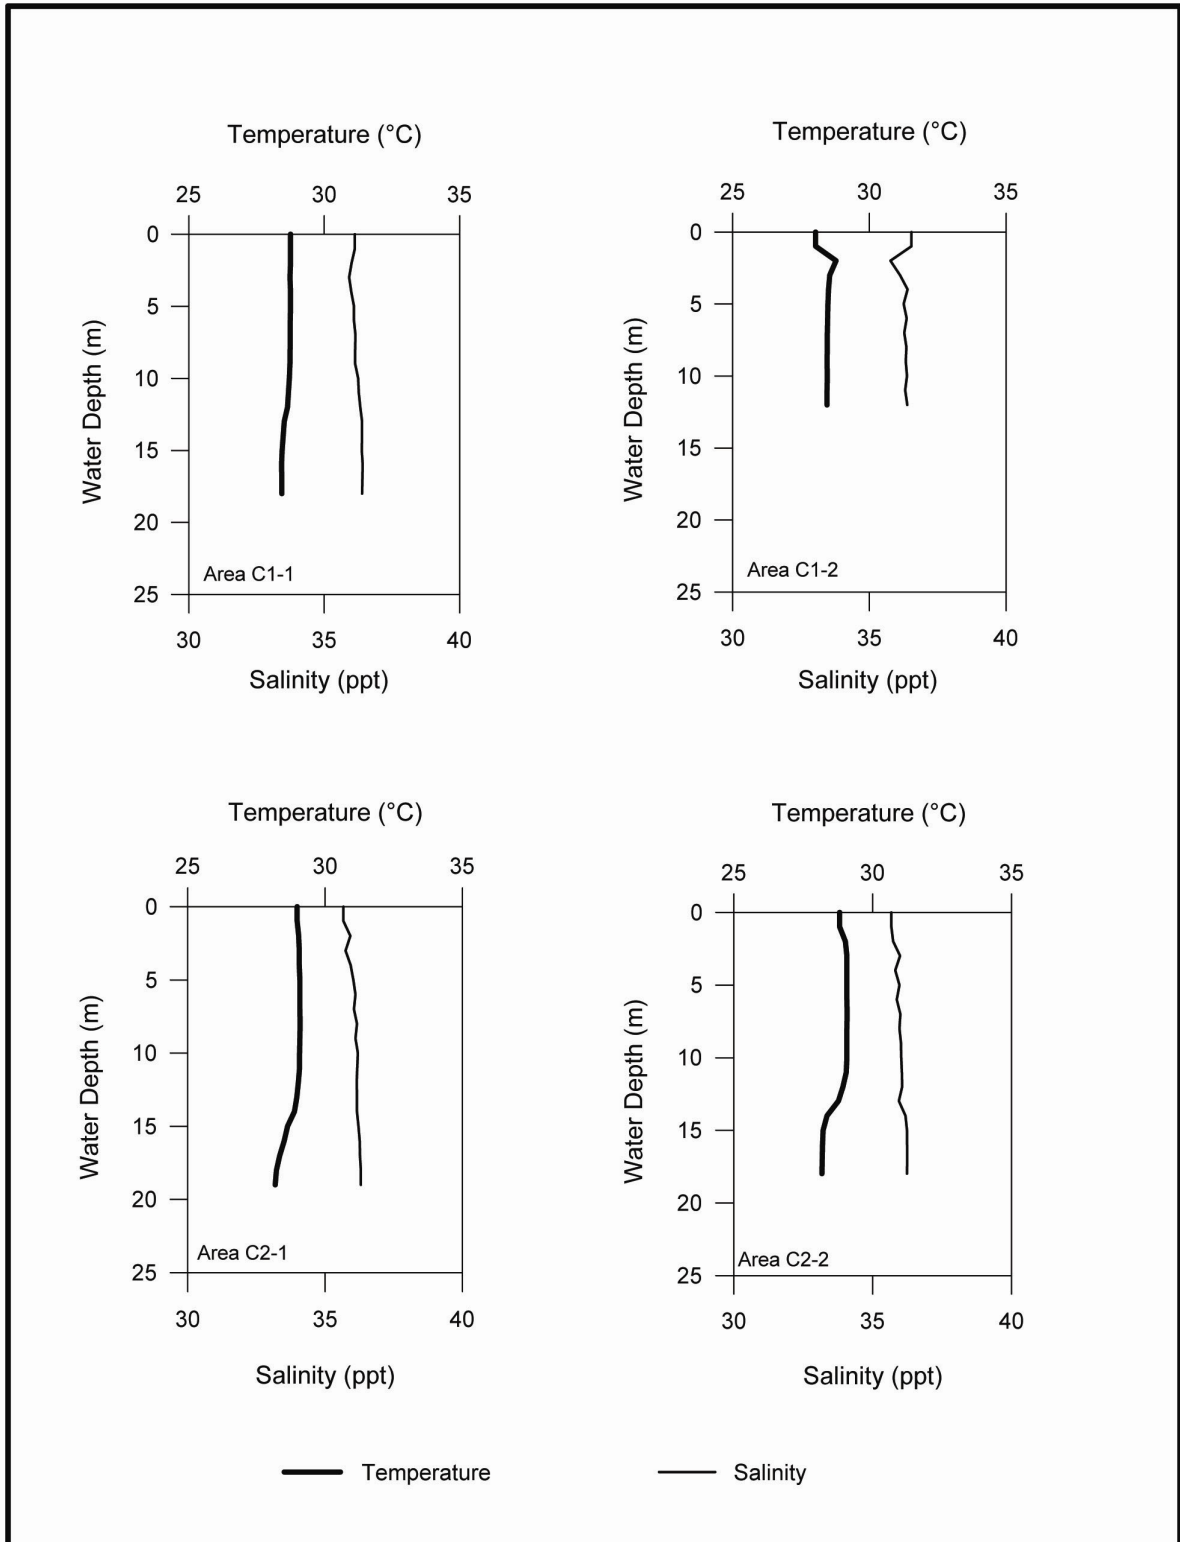 Temperature (°C)
25 30 35
0
5
10
15
20
25
Water Depth (m)
Area C1-1
30 35 40
Salinity (ppt)
Temperature (°C)
25 30 35
0
5
10
15
20
25
Water Depth (m)
Area C1-2
30 35 40
Salinity (ppt)
Temperature (°C)
25 30 35
0
5
10
15
20
25
Water Depth (m)
Area C2-1
30 35 40
Salinity (ppt)
Temperature (°C)
25 30 35
0
5
10
15
20
25
Water Depth (m)
Area C2-2
30 35 40
Salinity (ppt)
Temperature
Salinity